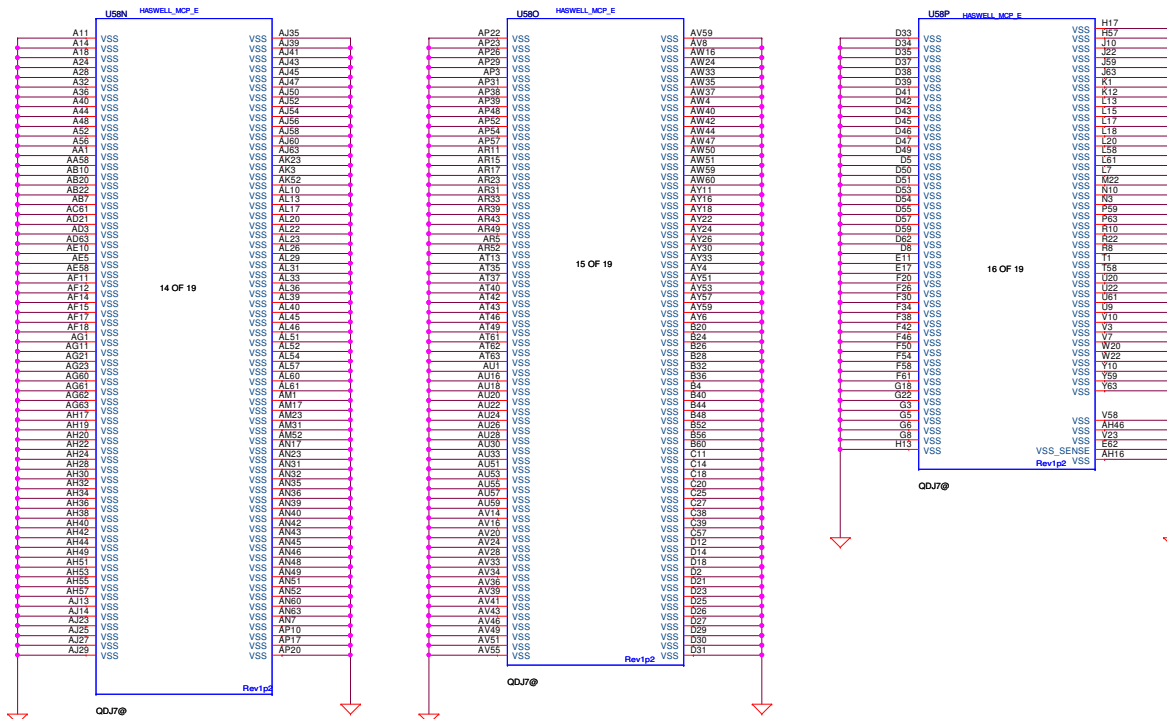 U58N HASWELL_MCP_E
A11 VSS VSS AJ35
A14 VSS VSS AJ39
A18 VSS VSS AJ41
A24 VSS VSS AJ43
A28 VSS VSS AJ45
A32 VSS VSS AJ47
A36 VSS VSS AJ50
A40 VSS VSS AJ52
A44 VSS VSS AJ54
A48 VSS VSS AJ56
A52 VSS VSS AJ58
A56 VSS VSS AJ60
AA1 VSS VSS AJ63
AA58 VSS VSS AK23
AB10 VSS VSS AK3
AB20 VSS VSS AK52
AB22 VSS VSS AL10
AB7 VSS VSS AL13
AC61 VSS VSS AL17
AD21 VSS VSS AL20
AD3 VSS VSS AL22
AD63 VSS VSS AL23
AE10 VSS VSS AL26
AE5 VSS VSS AL29
AE58 VSS VSS AL31
AF11 VSS VSS AL33
AF12 VSS 14 OF 19 VSS AL36
AF14 VSS VSS AL39
AF15 VSS VSS AL40
AF17 VSS VSS AL45
AF18 VSS VSS AL46
AG1 VSS VSS AL51
AG11 VSS VSS AL52
AG21 VSS VSS AL54
AG23 VSS VSS AL57
AG60 VSS VSS AL60
AG61 VSS VSS AL61
AG62 VSS VSS AM1
AG63 VSS VSS AM17
AH17 VSS VSS AM23
AH19 VSS VSS AM31
AH20 VSS VSS AM52
AH22 VSS VSS AN17
AH24 VSS VSS AN23
AH28 VSS VSS AN31
AH30 VSS VSS AN32
AH32 VSS VSS AN35
AH34 VSS VSS AN36
AH36 VSS VSS AN39
AH38 VSS VSS AN40
AH40 VSS VSS AN42
AH42 VSS VSS AN43
AH44 VSS VSS AN45
AH49 VSS VSS AN46
AH51 VSS VSS AN48
AH53 VSS VSS AN49
AH55 VSS VSS AN51
AH57 VSS VSS AN52
AJ13 VSS VSS AN60
AJ14 VSS VSS AN63
AJ23 VSS VSS AN7
AJ25 VSS VSS AP10
AJ27 VSS VSS AP17
AJ29 VSS VSS AP20
Rev1p2
QDJ7@
U58O HASWELL_MCP_E
AP22 VSS VSS AV59
AP23 VSS VSS AV8
AP26 VSS VSS AW16
AP29 VSS VSS AW24
AP3 VSS VSS AW33
AP31 VSS VSS AW35
AP38 VSS VSS AW37
AP39 VSS VSS AW4
AP48 VSS VSS AW40
AP52 VSS VSS AW42
AP54 VSS VSS AW44
AP57 VSS VSS AW47
AR11 VSS VSS AW50
AR15 VSS VSS AW51
AR17 VSS VSS AW59
AR23 VSS VSS AW60
AR31 VSS VSS AY11
AR33 VSS VSS AY16
AR39 VSS VSS AY18
AR43 VSS VSS AY22
AR49 VSS VSS AY24
AR5 VSS VSS AY26
AR52 VSS VSS AY30
AT13 VSS VSS AY33
AT35 VSS 15 OF 19 VSS AY4
AT37 VSS VSS AY51
AT40 VSS VSS AY53
AT42 VSS VSS AY57
AT43 VSS VSS AY59
AT46 VSS VSS AY6
AT49 VSS VSS B20
AT61 VSS VSS B24
AT62 VSS VSS B26
AT63 VSS VSS B28
AU1 VSS VSS B32
AU16 VSS VSS B36
AU18 VSS VSS B4
AU20 VSS VSS B40
AU22 VSS VSS B44
AU24 VSS VSS B48
AU26 VSS VSS B52
AU28 VSS VSS B56
AU30 VSS VSS B60
AU33 VSS VSS C11
AU51 VSS VSS C14
AU53 VSS VSS C18
AU55 VSS VSS C20
AU57 VSS VSS C25
AU59 VSS VSS C27
AV14 VSS VSS C38
AV16 VSS VSS C39
AV20 VSS VSS C57
AV24 VSS VSS D12
AV28 VSS VSS D14
AV33 VSS VSS D18
AV34 VSS VSS D2
AV36 VSS VSS D21
AV39 VSS VSS D23
AV41 VSS VSS D25
AV43 VSS VSS D26
AV46 VSS VSS D27
AV49 VSS VSS D29
AV51 VSS VSS D30
AV55 VSS VSS D31
Rev1p2
QDJ7@
U58P HASWELL_MCP_E
VSS H17
D33 VSS VSS H57
D34 VSS VSS J10
D35 VSS VSS J22
D37 VSS VSS J59
D38 VSS VSS J63
D39 VSS VSS K1
D41 VSS VSS K12
D42 VSS VSS L13
D43 VSS VSS L15
D45 VSS VSS L17
D46 VSS VSS L18
D47 VSS VSS L20
D49 VSS VSS L58
D5 VSS VSS L61
D50 VSS VSS L7
D51 VSS VSS M22
D53 VSS VSS N10
D54 VSS VSS N3
D55 VSS VSS P59
D57 VSS VSS P63
D59 VSS VSS R10
D62 VSS VSS R22
D8 VSS VSS R8
E11 VSS VSS T1
E17 VSS 16 OF 19 VSS T58
F20 VSS VSS U20
F26 VSS VSS U22
F30 VSS VSS U61
F34 VSS VSS U9
F38 VSS VSS V10
F42 VSS VSS V3
F46 VSS VSS V7
F50 VSS VSS W20
F54 VSS VSS W22
F58 VSS VSS Y10
F61 VSS VSS Y59
G18 VSS VSS Y63
G22 VSS
G3 VSS
G5 VSS VSS V58
G6 VSS VSS AH46
G8 VSS VSS V23
H13 VSS VSS_SENSE E62
Rev1p2 VSS AH16
QDJ7@